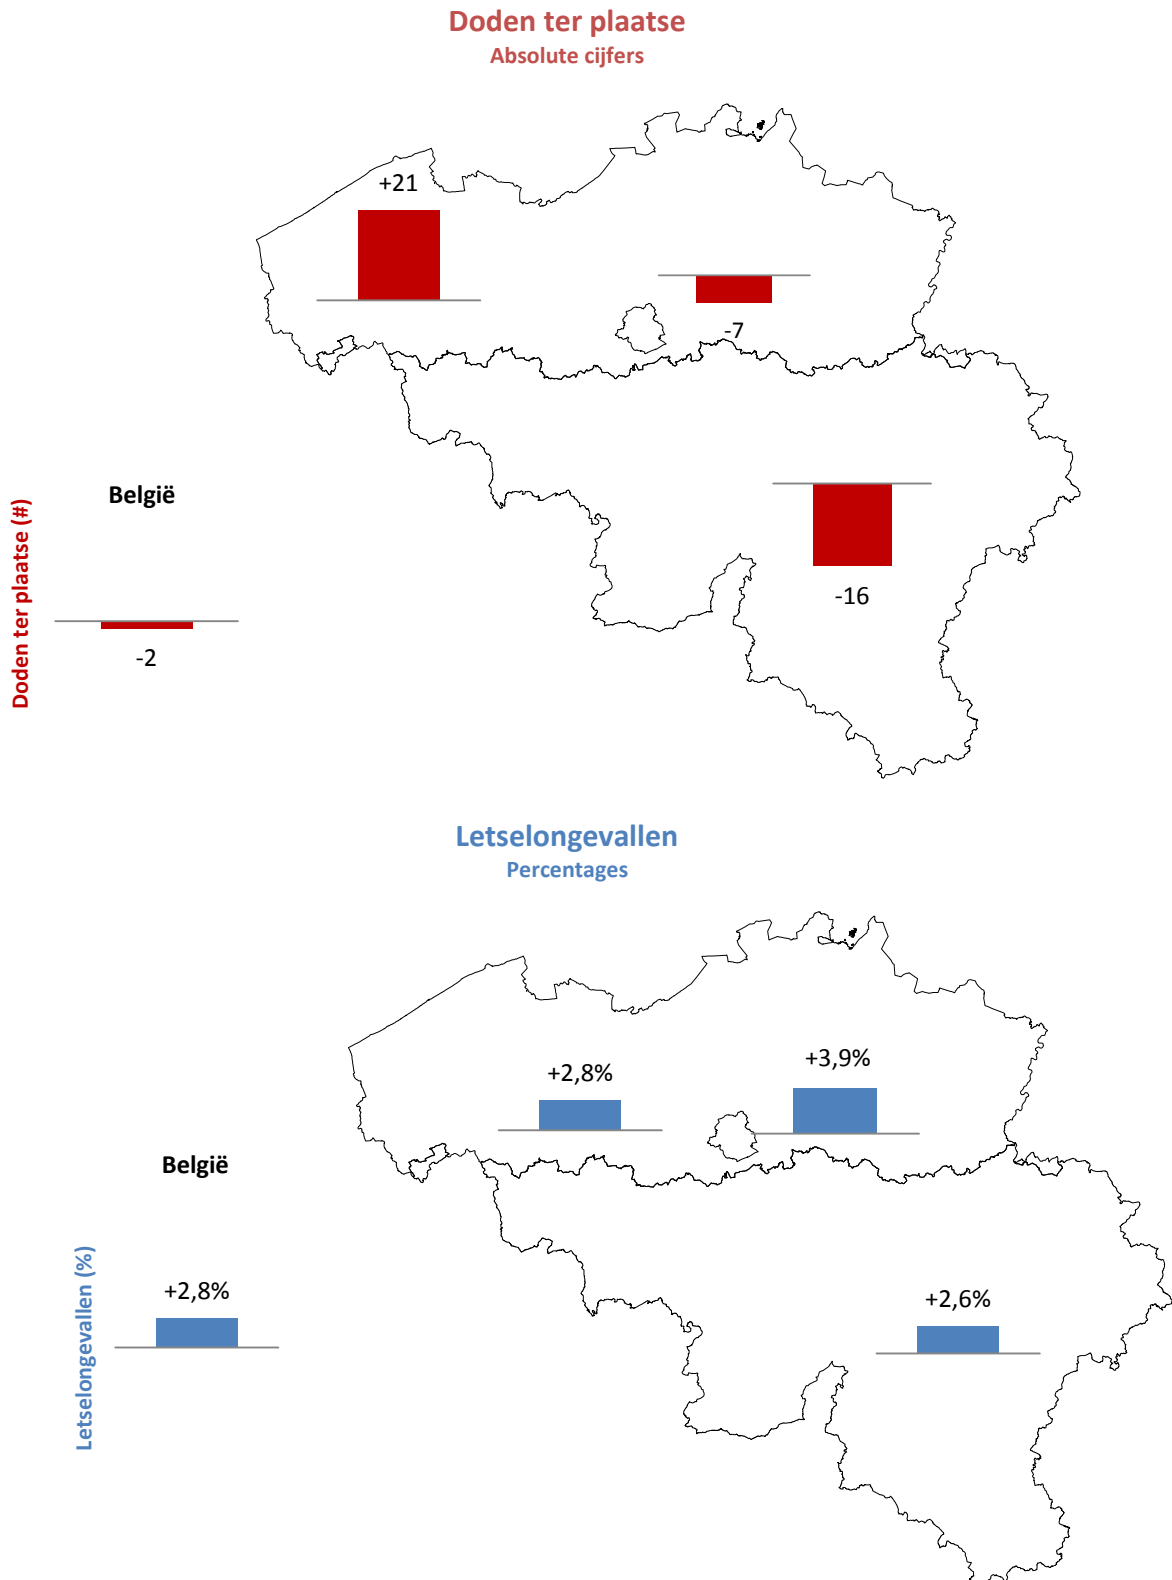 Doden ter plaatse
Absolute cijfers
+21
-7
België
Doden ter plaatse (#)
-16
-2
Letselongevallen
Percentages
+2,8%
+3,9%
België
Letselongevallen (%)
+2,8%
+2,6%